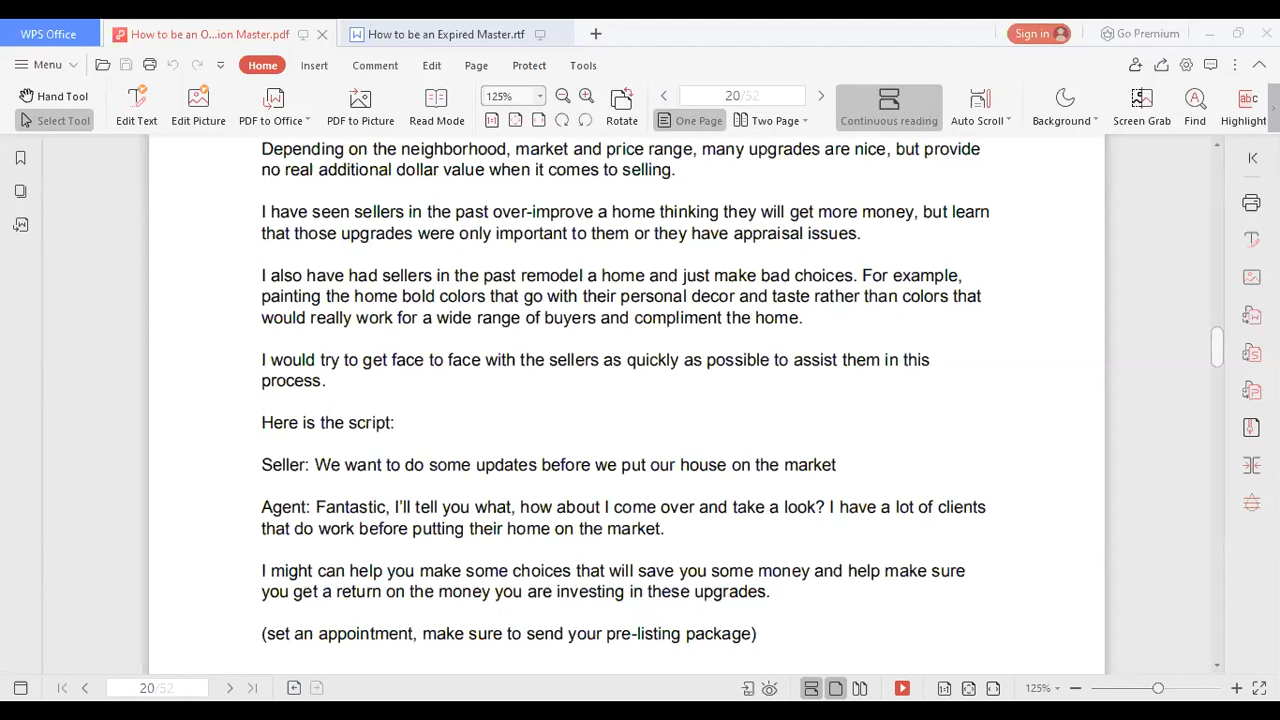 WPS Office
How to be an O...ion Master.pdf
How to be an Expired Master.rtf
Sign in
Go Premium
Menu
Home
Insert
Comment
Edit
Page
Protect
Tools
Hand Tool
Select Tool
Edit Text
Edit Picture
PDF to Office
PDF to Picture
Read Mode
125%
Rotate
20/52
One Page
Two Page
Continuous reading
Auto Scroll
Background
Screen Grab
Find
Highlight
Depending on the neighborhood, market and price range, many upgrades are nice, but provide
no real additional dollar value when it comes to selling.
I have seen sellers in the past over-improve a home thinking they will get more money, but learn
that those upgrades were only important to them or they have appraisal issues.
I also have had sellers in the past remodel a home and just make bad choices. For example,
painting the home bold colors that go with their personal decor and taste rather than colors that
would really work for a wide range of buyers and compliment the home.
I would try to get face to face with the sellers as quickly as possible to assist them in this
process.
Here is the script:
Seller: We want to do some updates before we put our house on the market
Agent: Fantastic, I’ll tell you what, how about I come over and take a look? I have a lot of clients
that do work before putting their home on the market.
I might can help you make some choices that will save you some money and help make sure
you get a return on the money you are investing in these upgrades.
(set an appointment, make sure to send your pre-listing package)
20/52
125%